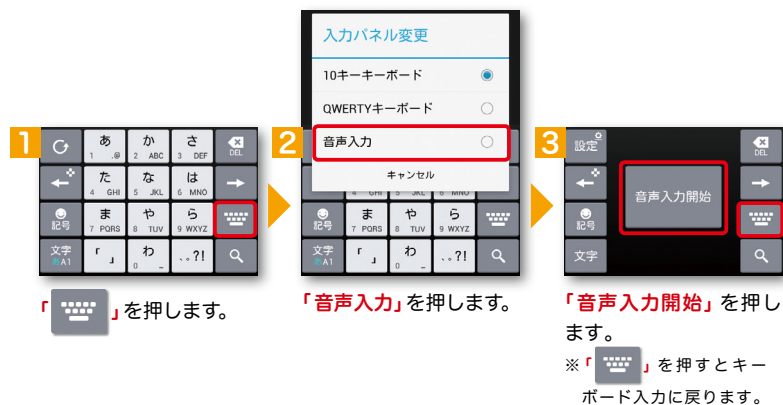 1
あ
1 .@
か
2 ABC
さ
3 DEF
DEL
た
4 GHI
な
5 JKL
は
6 MNO
記号
ま
7 PQRS
や
8 TUV
ら
9 WXYZ
文字
あA1
「 」
わ
0 _
、。?!
「 」を押します。
2
入力パネル変更
10キーキーボード
QWERTYキーボード
音声入力
キャンセル
4 GHI
5 JKL
6 MNO
記号
ま
7 PQRS
や
8 TUV
ら
9 WXYZ
文字
あA1
「 」
わ
0 _
、。?!
「音声入力」を押します。
3
設定
DEL
音声入力開始
記号
文字
「音声入力開始」を押し
ます。
※「 」を押すとキー
ボード入力に戻ります。